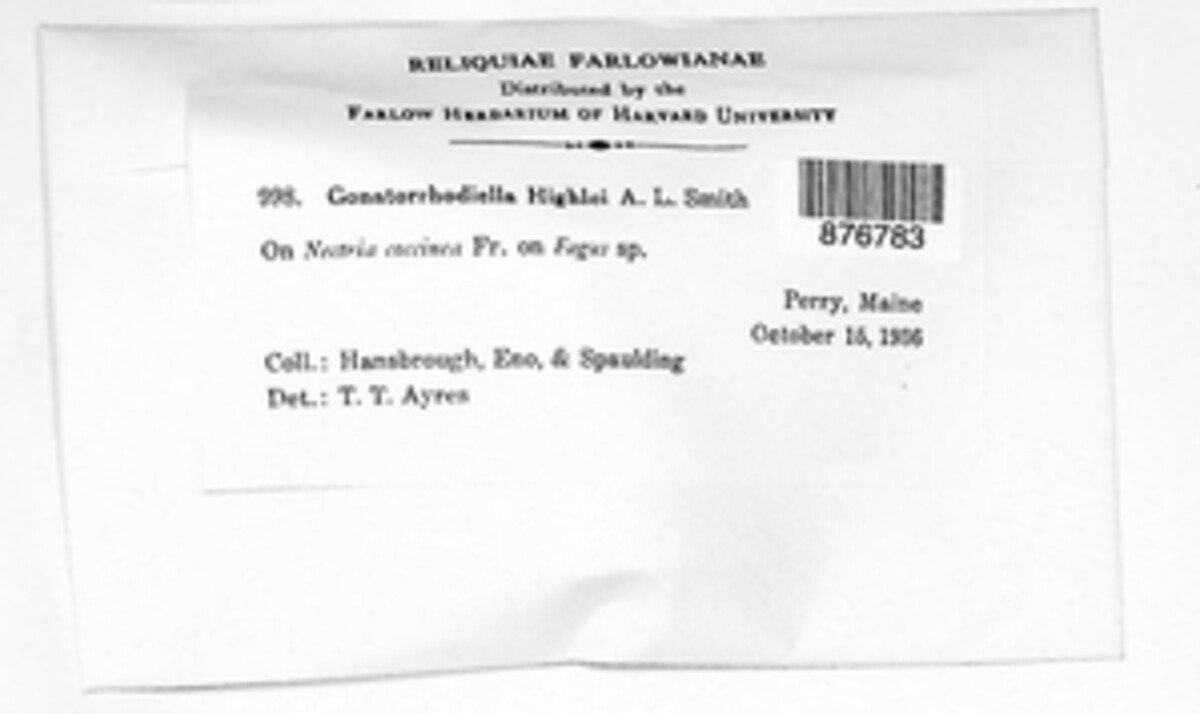 RELIQUIAE FARLOWIANAE
Distributed by the
FARLOW HERBARIUM OF HARVARD UNIVERSITY
998. Gonatorrhodiella Highlei A. L. Smith
876783
On Nectria coccinea Fr. on Fagus sp.
Perry, Maine
October 15, 1936
Coll.: Hansbrough, Eno, & Spaulding
Det.: T. T. Ayres